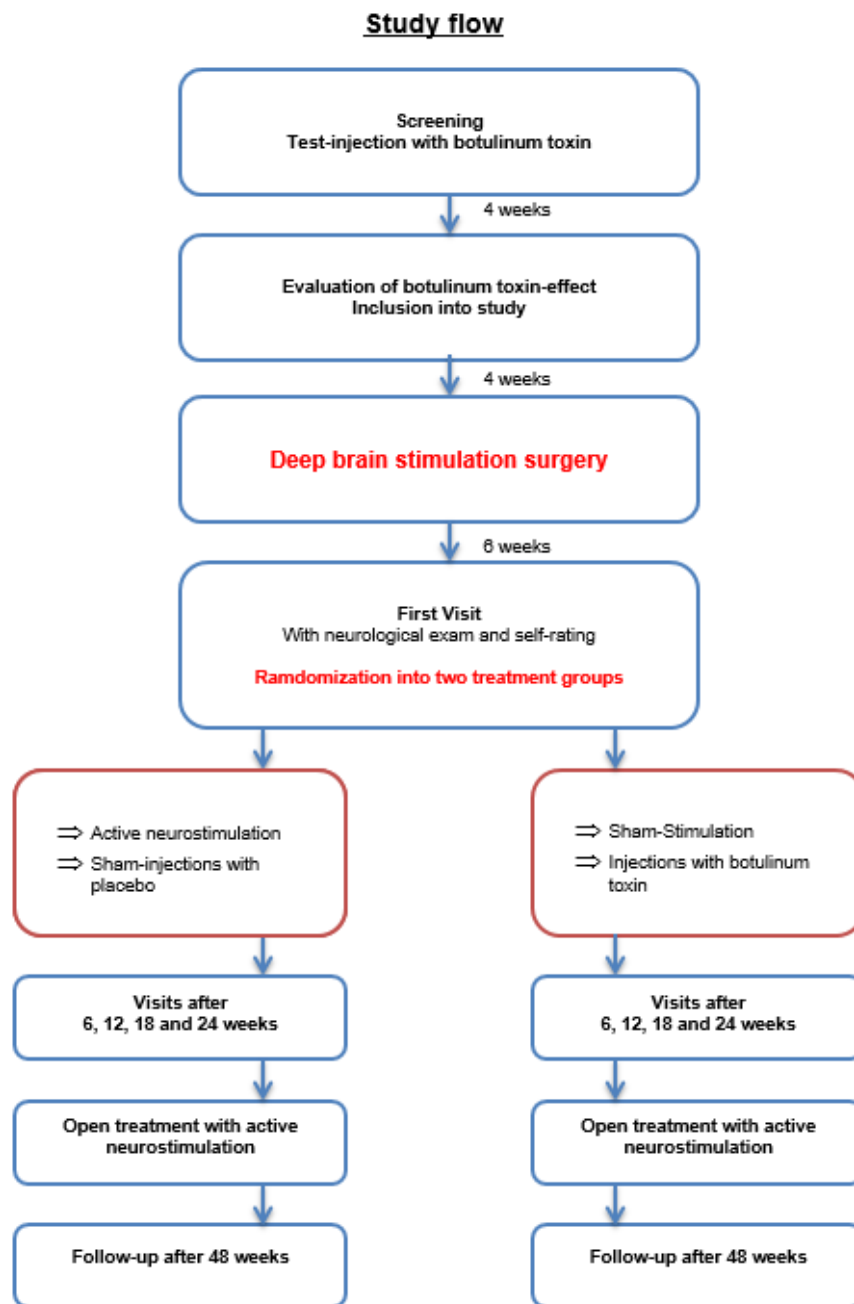 Study flow
Screening
Test-injection with botulinum toxin
4 weeks
Evaluation of botulinum toxin-effect
Inclusion into study
4 weeks
Deep brain stimulation surgery
6 weeks
First Visit
With neurological exam and self-rating
Ramdomization into two treatment groups
⇒ Active neurostimulation
⇒ Sham-injections with
placebo
⇒ Sham-Stimulation
⇒ Injections with botulinum
toxin
Visits after
6, 12, 18 and 24 weeks
Visits after
6, 12, 18 and 24 weeks
Open treatment with active
neurostimulation
Open treatment with active
neurostimulation
Follow-up after 48 weeks
Follow-up after 48 weeks